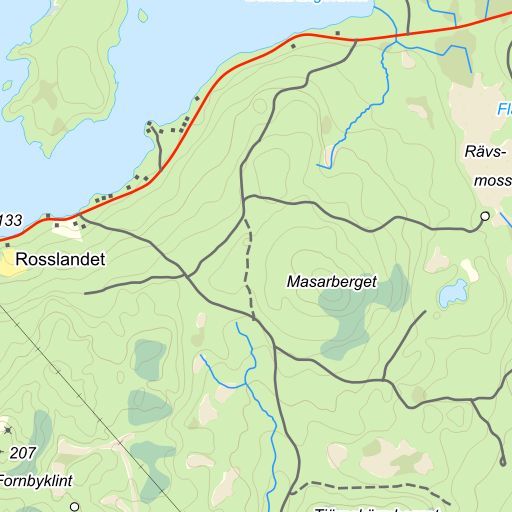 Fl
Rävs-
moss
133
Rosslandet
Masarberget
207
Fornbyklint